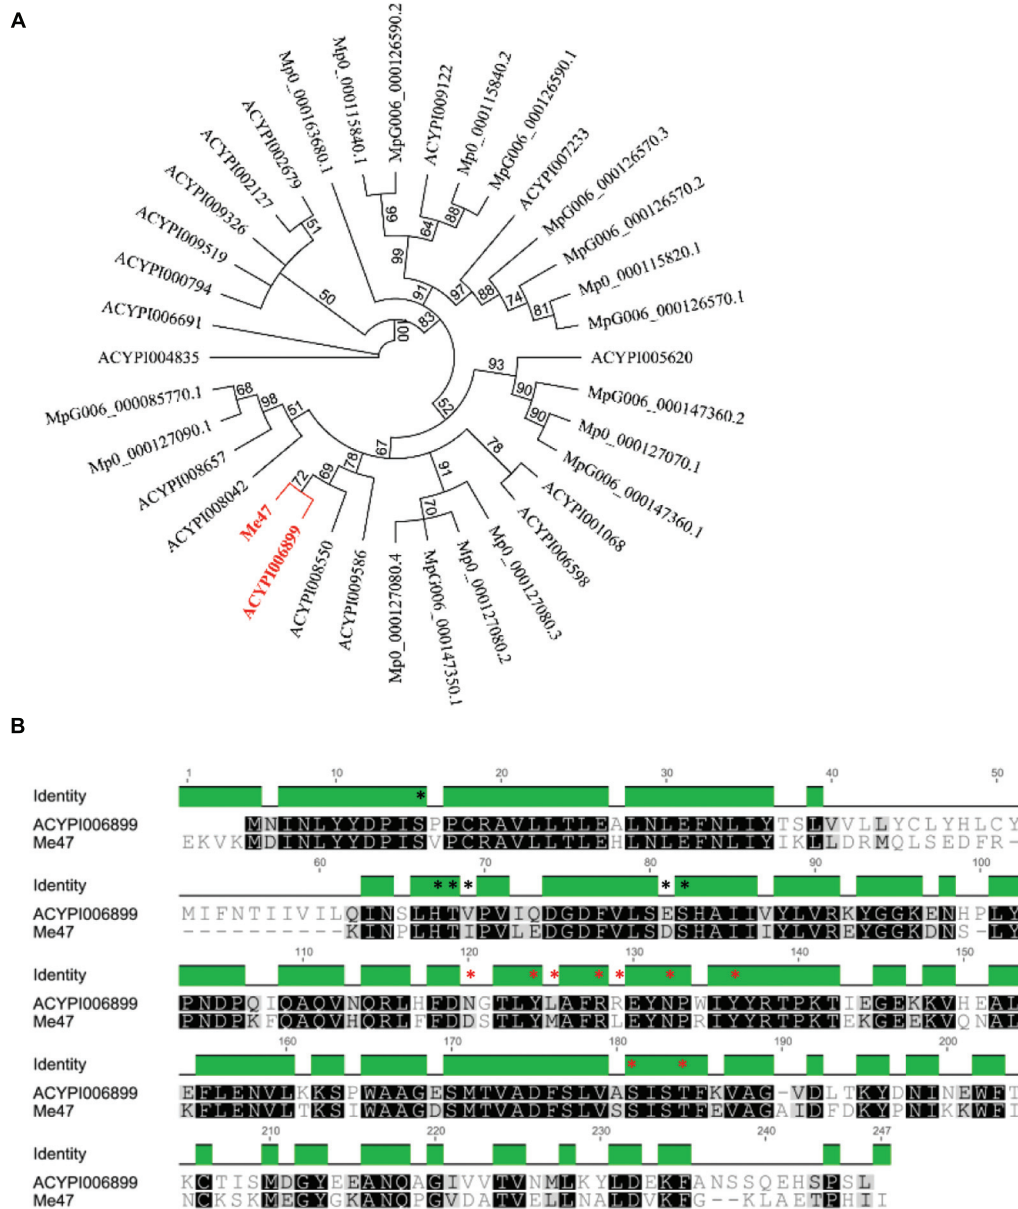 A
Mp0_000163680.1
Mp0_000115840.1
MpG006_000126590.2
ACYPI009122
Mp0_000115840.2
MpG006_000126590.1
ACYPI007233
MpG006_000126570.3
MpG006_000126570.2
Mp0_000115820.1
MpG006_000126570.1
ACYPI005620
MpG006_000147360.2
Mp0_000127070.1
MpG006_000147360.1
ACYPI001068
ACYPI006598
Mp0_000127080.3
Mp0_000127080.2
MpG006_000147350.1
Mp0_000127080.4
ACYPI009586
ACYPI008550
ACYPI006899
Me47
ACYPI008042
ACYPI008657
Mp0_000127090.1
MpG006_000085770.1
ACYPI004835
ACYPI006691
ACYPI000794
ACYPI009519
ACYPI009326
ACYPI002127
ACYPI002679
51
50
100
83
91
99
66
64
88
97
88
74
81
93
90
90
52
67
78
91
70
78
69
72
51
98
68
B
1 10 20 30 40 50
Identity *
ACYPI006899 MNINLYYDPISPPCRAVLLTLEALNLEFNLIYTSLVVLLYCLYHLCY
Me47 EKVKMDINLYYDPISVPCRAVLLTLEHLNLEFNLIYIKLLDRMQLSEDFR-
60 70 80 90 100
Identity * * * * *
ACYPI006899 MIFNTIIVILQINSLHTVPVIQDGDFVLSESHAIIVYLVRKYGGKENHPLY
Me47 -----------KINPLHTIPVLEDGDFVLSDSHAIIIYLVREYGGKDNS-LY
110 120 130 140 150
Identity * * * * * * *
ACYPI006899 PNDPQIQAQVNQRLHFDNGTLYLAFRREYNPWIYYRTPKTIEGEKKVHEAL
Me47 PNDPKFQAQVHQRLFFDDSTLYMAFRLEYNPRIYYRTPKTEKGEEKVQNAL
160 170 180 190 200
Identity * *
ACYPI006899 EFLENVLKKSPWAAGESMTVADFSLVASISTFKVAG-VDLTKYDNINEWFT
Me47 KFLENVLTKSIWAAGDSMTVADFSLVSSISTFEVAGAIDFDKYPNIKKWFI
210 220 230 240 247
Identity
ACYPI006899 KCTISMDGYEEANQAGIVVTVNMLKYLDEKFANSSQEHSPSL
Me47 NCKSKMEGYGKANQPGVDATVELLNALDVKFG--KLAETPHII